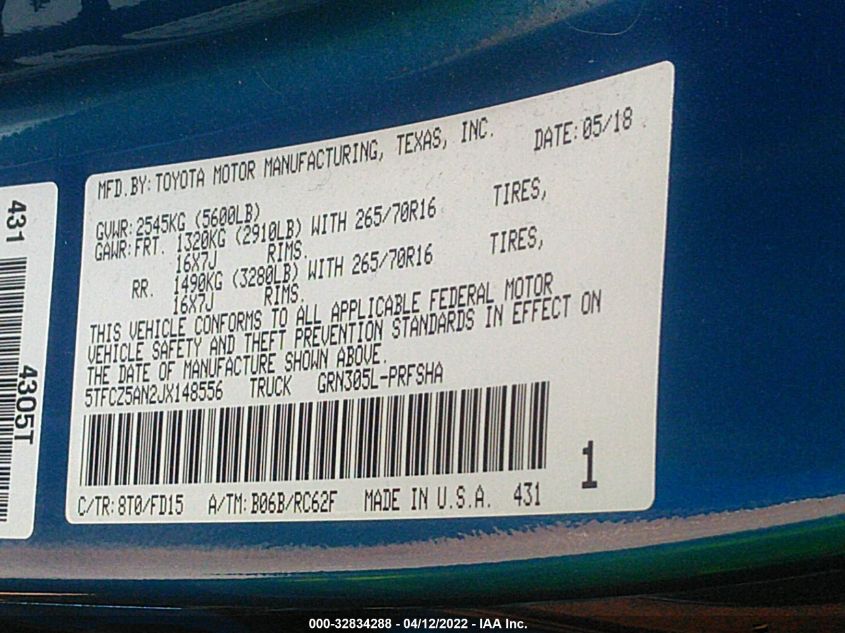 MFD.BY:TOYOTA MOTOR MANUFACTURING, TEXAS, INC. DATE:05/18
GVWR:2545KG (5600LB)
GAWR:FRT. 1320KG (2910LB) WITH 265/70R16 TIRES,
16X7J RIMS.
RR. 1490KG (3280LB) WITH 265/70R16 TIRES,
16X7J RIMS.
THIS VEHICLE CONFORMS TO ALL APPLICABLE FEDERAL MOTOR
VEHICLE SAFETY AND THEFT PREVENTION STANDARDS IN EFFECT ON
THE DATE OF MANUFACTURE SHOWN ABOVE.
5TFCZ5AN2JX148556 TRUCK GRN305L-PRFSHA
1
C/TR:8T0/FD15 A/TM:B06B/RC62F MADE IN U.S.A. 431
431
4305T
000-32834288 - 04/12/2022 - IAA Inc.